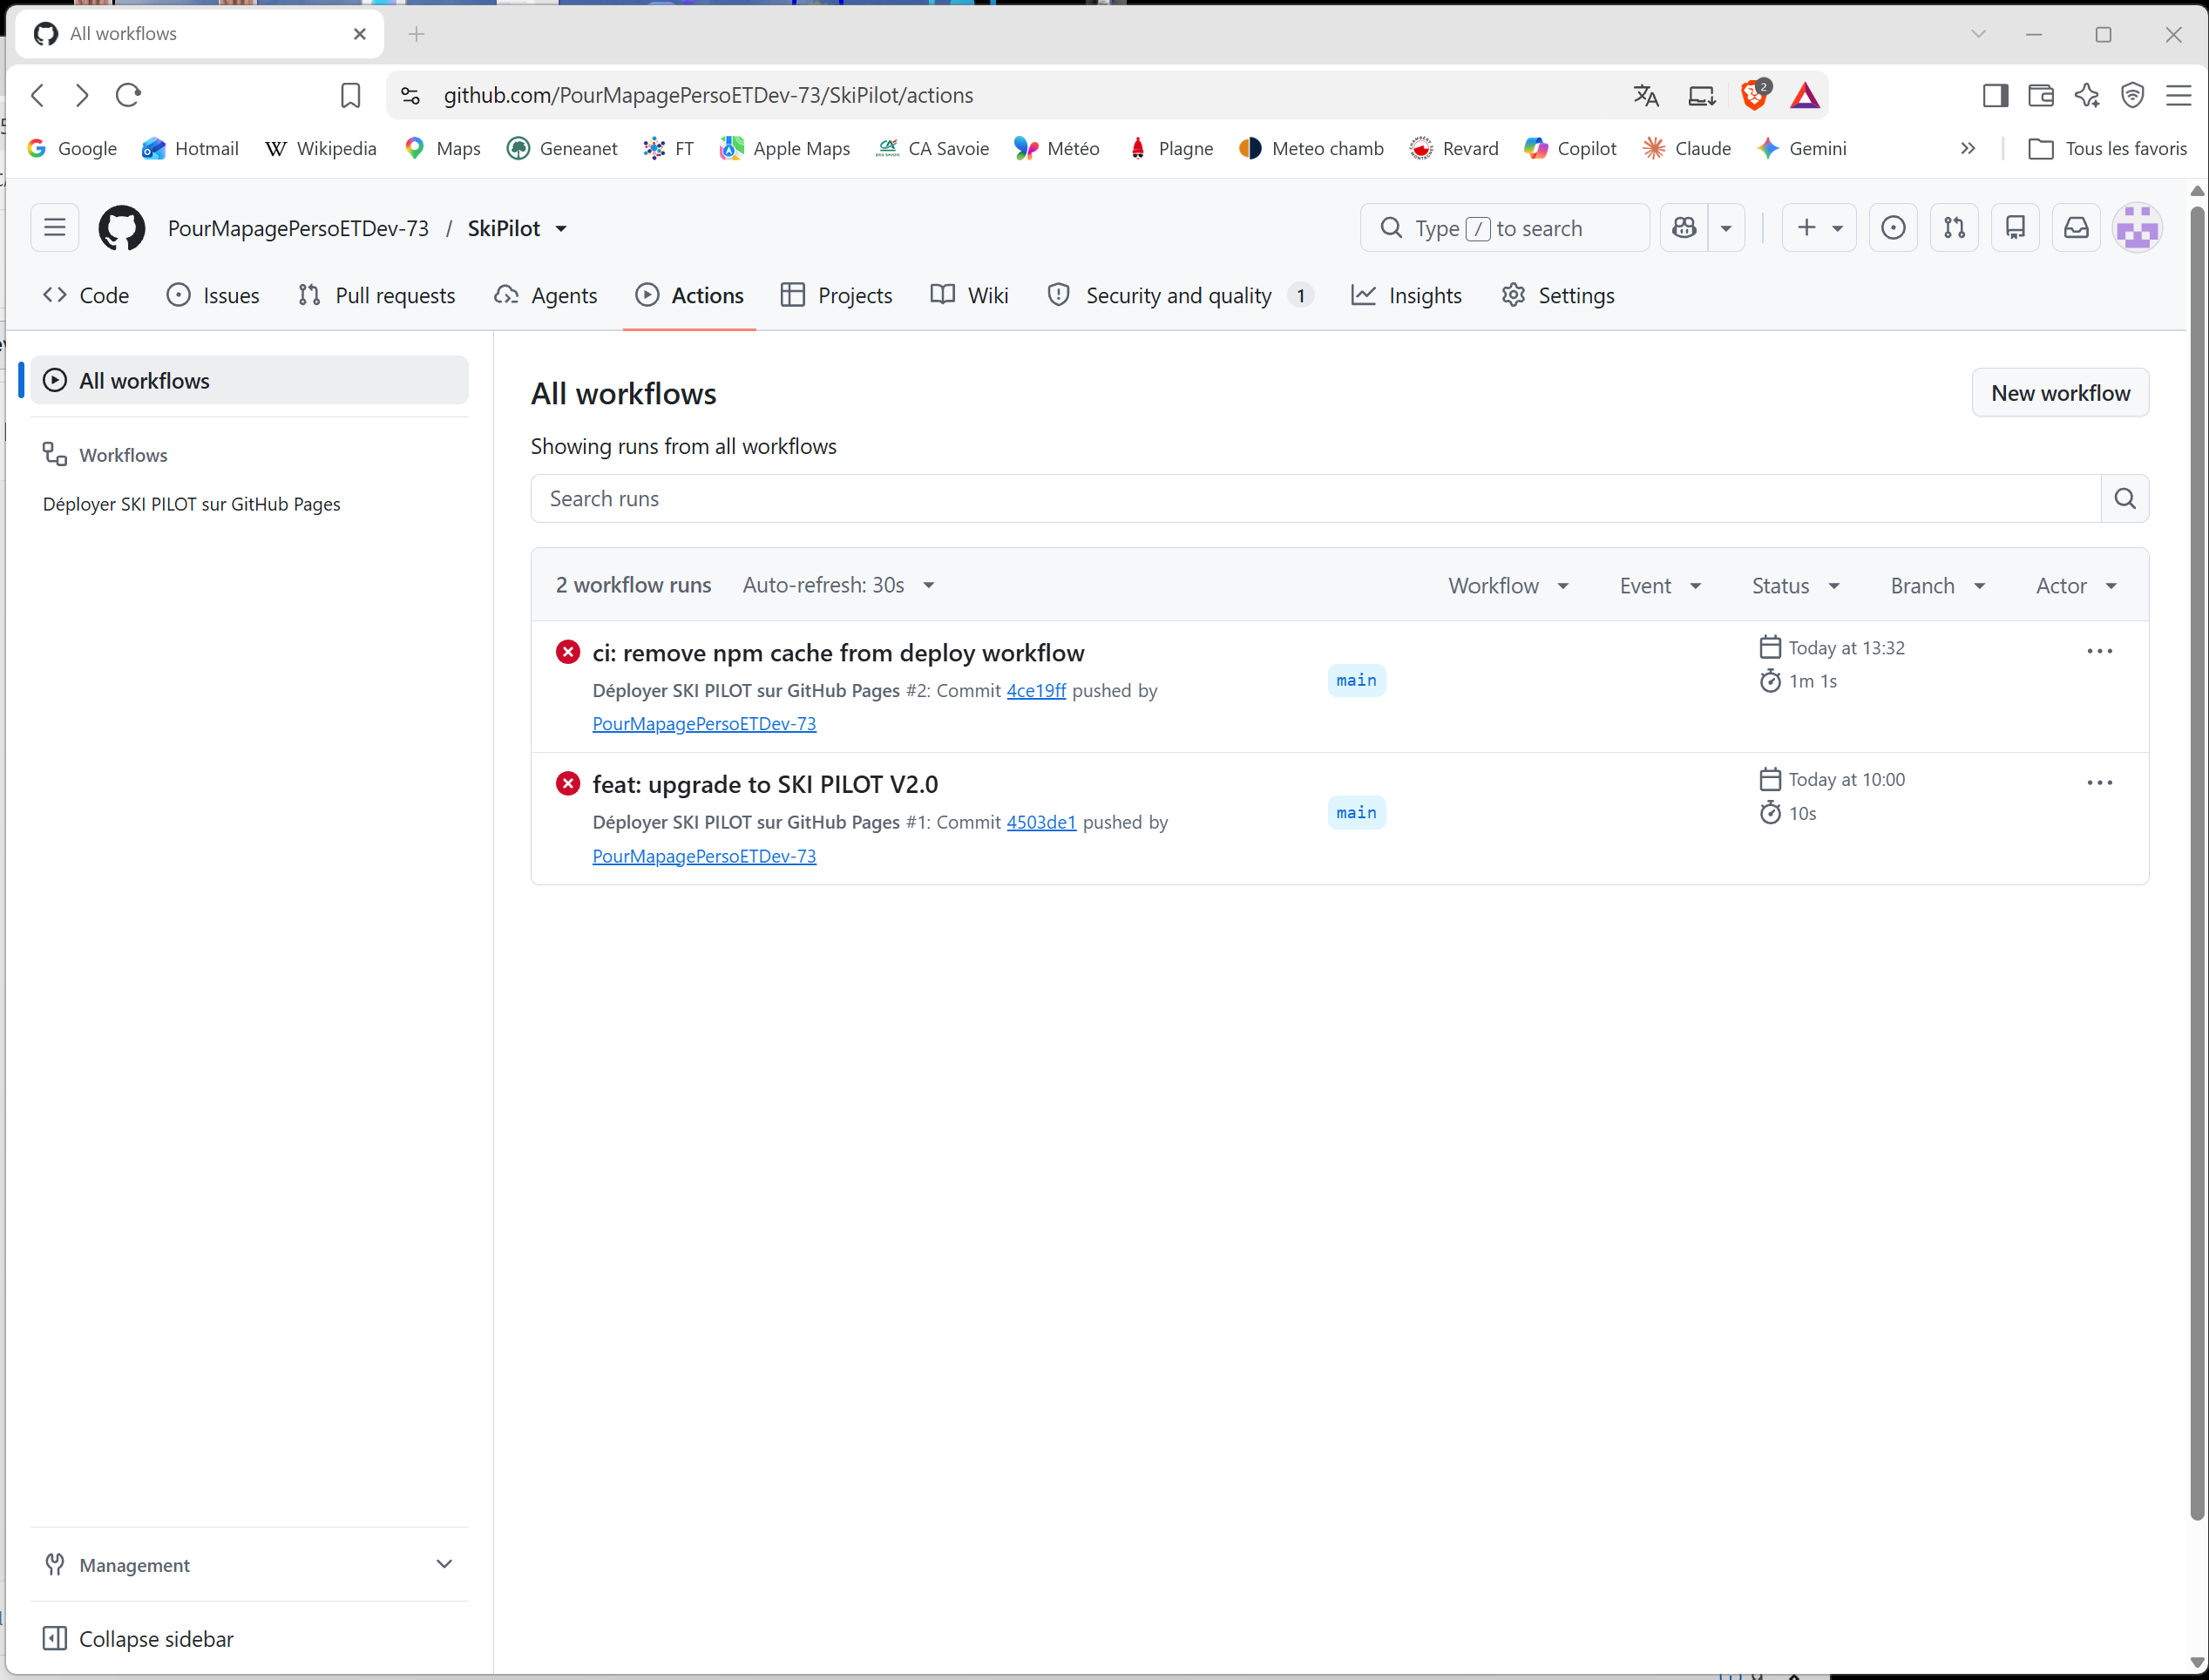 All workflows
github.com/PourMapagePersoETDev-73/SkiPilot/actions
2
Google Hotmail Wikipedia Maps Geneanet FT Apple Maps CA Savoie Météo Plagne Meteo chamb Revard Copilot Claude Gemini Tous les favoris
PourMapagePersoETDev-73 / SkiPilot
Type / to search
Code Issues Pull requests Agents Actions Projects Wiki Security and quality 1 Insights Settings
All workflows
Workflows
Déployer SKI PILOT sur GitHub Pages
All workflows
New workflow
Showing runs from all workflows
Search runs
2 workflow runs Auto-refresh: 30s Workflow Event Status Branch Actor
ci: remove npm cache from deploy workflow
Déployer SKI PILOT sur GitHub Pages #2: Commit 4ce19ff pushed by
PourMapagePersoETDev-73
main
Today at 13:32
1m 1s
feat: upgrade to SKI PILOT V2.0
Déployer SKI PILOT sur GitHub Pages #1: Commit 4503de1 pushed by
PourMapagePersoETDev-73
main
Today at 10:00
10s
Management
Collapse sidebar